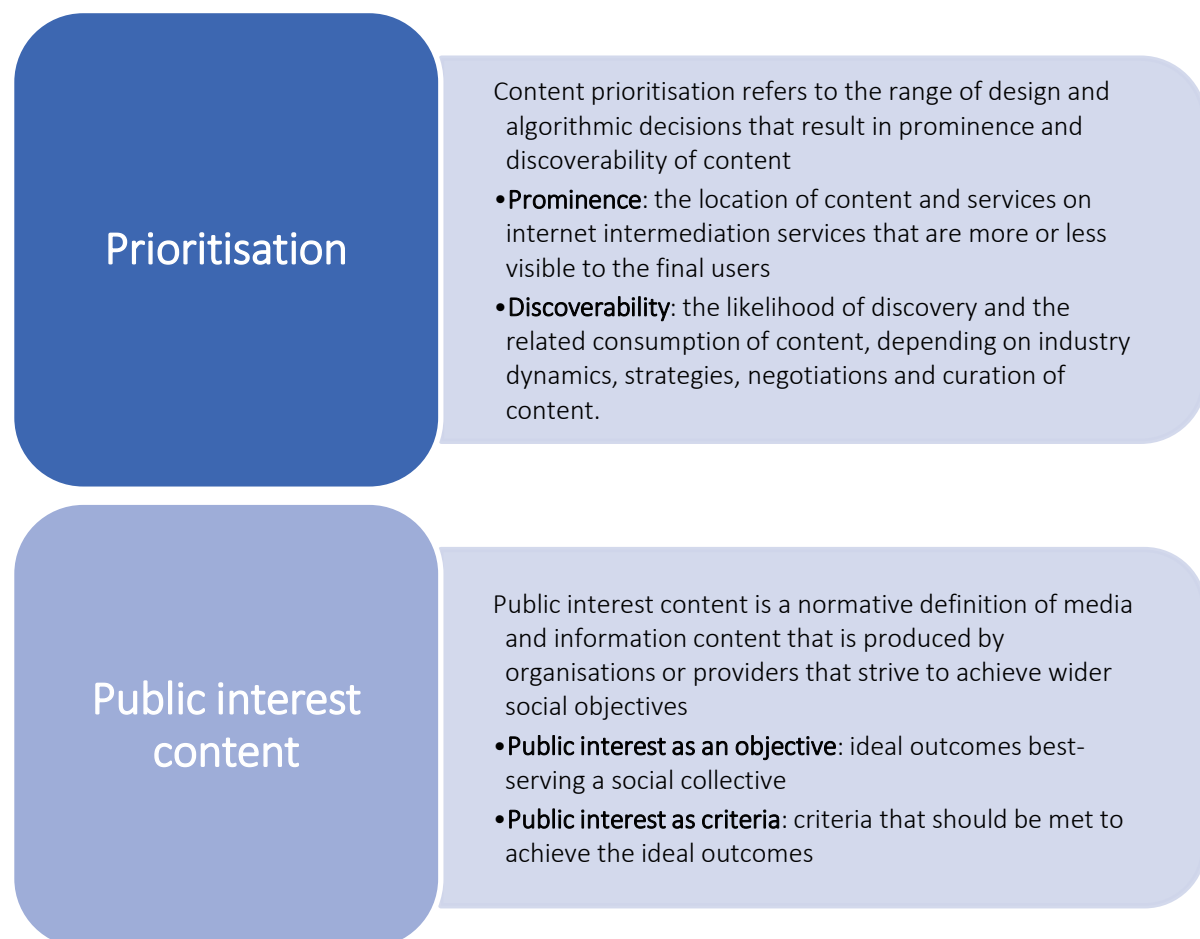 Prioritisation
Content prioritisation refers to the range of design and
algorithmic decisions that result in prominence and
discoverability of content
•Prominence: the location of content and services on
internet intermediation services that are more or less
visible to the final users
•Discoverability: the likelihood of discovery and the
related consumption of content, depending on industry
dynamics, strategies, negotiations and curation of
content.
Public interest
content
Public interest content is a normative definition of media
and information content that is produced by
organisations or providers that strive to achieve wider
social objectives
•Public interest as an objective: ideal outcomes best-
serving a social collective
•Public interest as criteria: criteria that should be met to
achieve the ideal outcomes